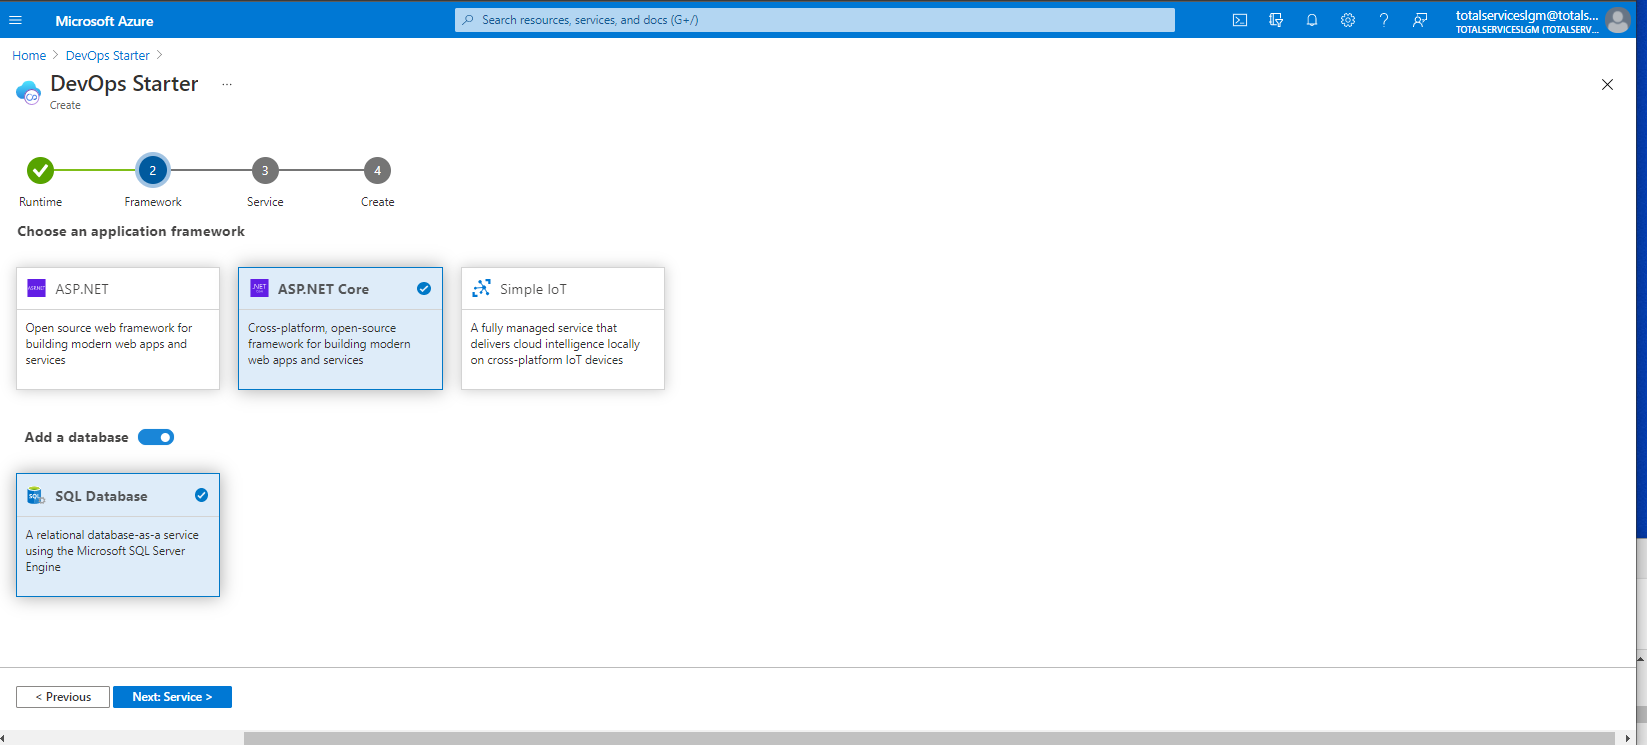 Microsoft Azure
Search resources, services, and docs (G+/)
totalserviceslgm@totals...
TOTALSERVICESLGM (TOTALSERV...
Home > DevOps Starter >
DevOps Starter ...
Create
2 3 4
Runtime Framework Service Create
Choose an application framework
ASP.NET
Open source web framework for
building modern web apps and
services
.NET
ASP.NET Core
Cross-platform, open-source
framework for building modern
web apps and services
Simple IoT
A fully managed service that
delivers cloud intelligence locally
on cross-platform IoT devices
Add a database
SQL
SQL Database
A relational database-as-a service
using the Microsoft SQL Server
Engine
< Previous
Next: Service >